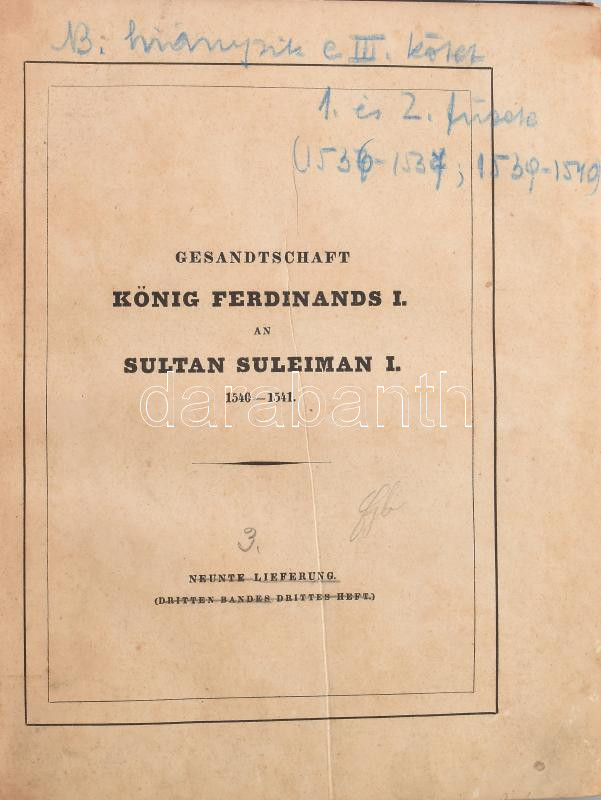 NB: hiányzik e III. kötet
1. és 2. füzete
(1536-1537; 1539-1540)
GESANDTSCHAFT
KÖNIG FERDINANDS I.
AN
SULTAN SULEIMAN I.
1540—1541.
darabanth
3.
NEUNTE LIEFERUNG.
(DRITTEN BANDES DRITTES HEFT.)